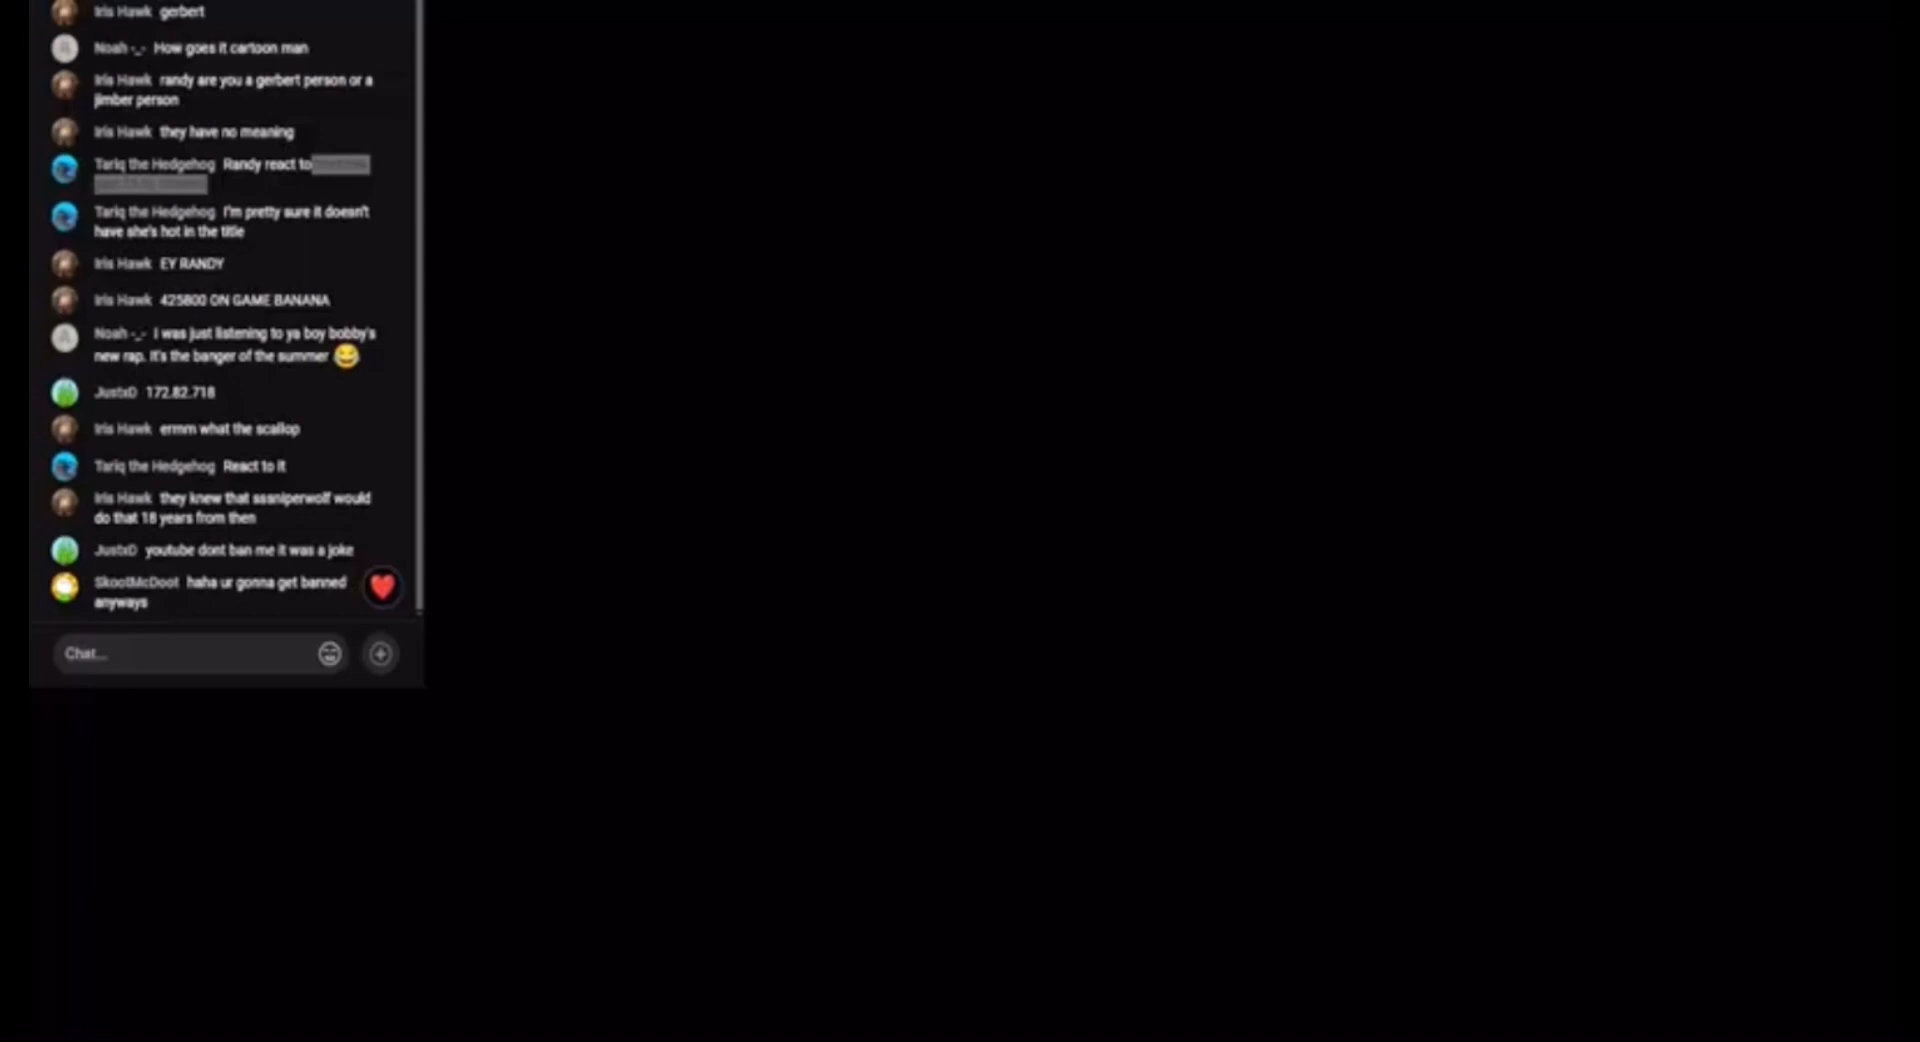 Iris Hawk gerbert
Noah -_- How goes it cartoon man
Iris Hawk randy are you a gerbert person or a
jimber person
Iris Hawk they have no meaning
Tariq the Hedgehog Randy react to
Tariq the Hedgehog I'm pretty sure it doesn't
have she's hot in the title
Iris Hawk EY RANDY
Iris Hawk 425800 ON GAME BANANA
Noah -_- I was just listening to ya boy bobby's
new rap. It's the banger of the summer 😂
JustxD 172.82.718
Iris Hawk ermm what the scallop
Tariq the Hedgehog React to it
Iris Hawk they knew that sssniperwolf would
do that 18 years from then
JustxD youtube dont ban me it was a joke
SkootMcDoot haha ur gonna get banned
anyways
Chat...